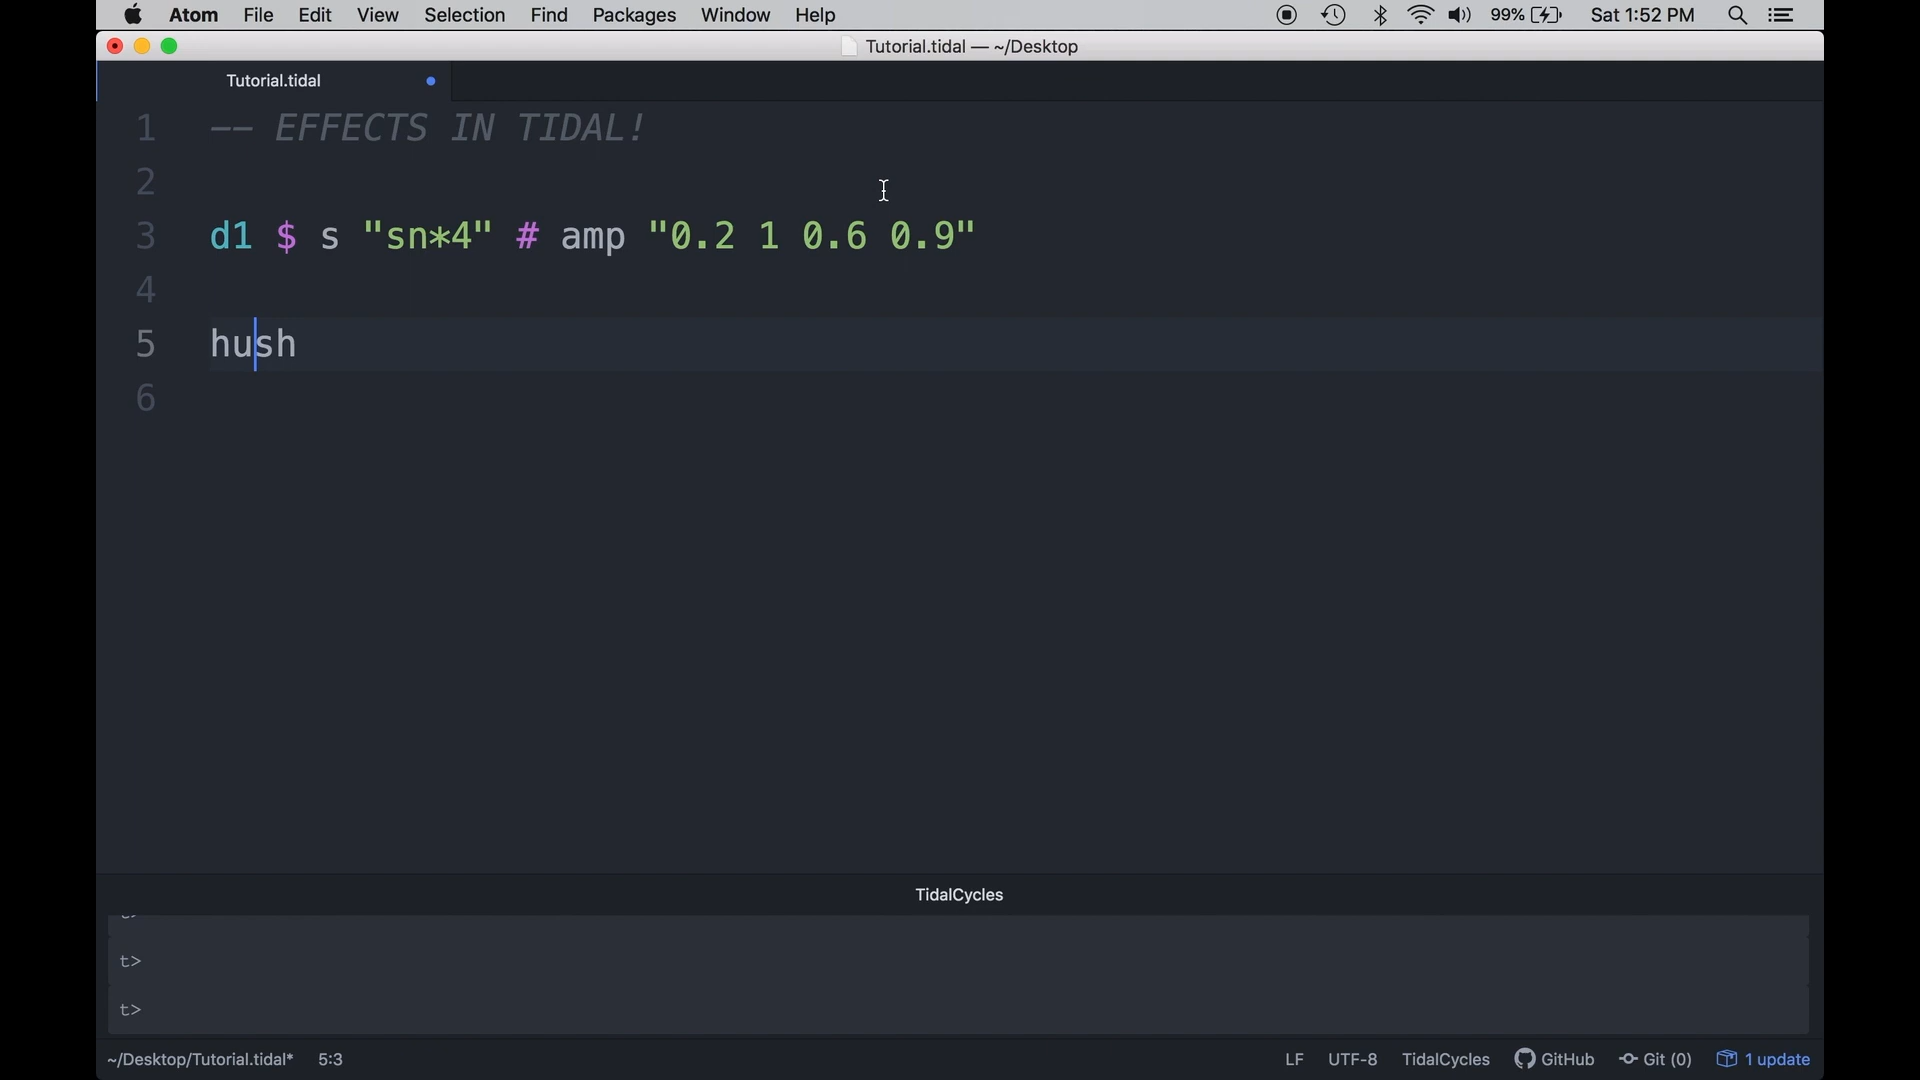 Atom File Edit View Selection Find Packages Window Help 99% Sat 1:52 PM
Tutorial.tidal — ~/Desktop
Tutorial.tidal
1 -- EFFECTS IN TIDAL!
2
3 d1 $ s "sn*4" # amp "0.2 1 0.6 0.9"
4
5 hush
6
TidalCycles
t>
t>
t>
~/Desktop/Tutorial.tidal* 5:3 LF UTF-8 TidalCycles GitHub Git (0) 1 update